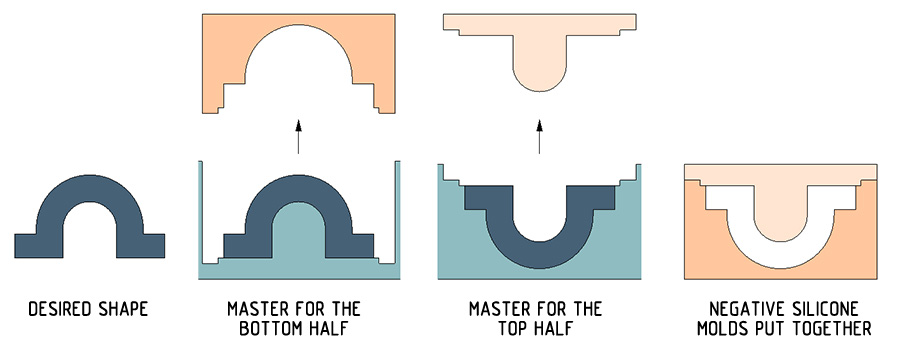 DESIRED SHAPE
MASTER FOR THE
BOTTOM HALF
MASTER FOR THE
TOP HALF
NEGATIVE SILICONE
MOLDS PUT TOGETHER